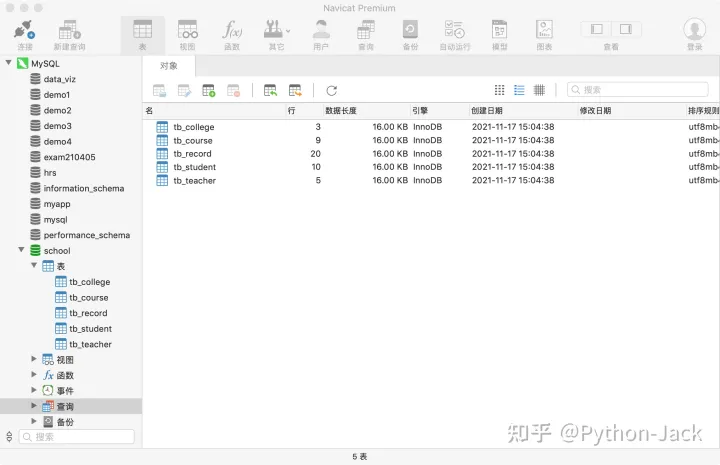 Navicat Premium
连接 新建查询 表 视图 函数 其它 用户 查询 备份 自动运行 模型 图表 查看 登录
MySQL
data_viz
demo1
demo2
demo3
demo4
exam210405
hrs
information_schema
myapp
mysql
performance_schema
school
表
tb_college
tb_course
tb_record
tb_student
tb_teacher
视图
fx 函数
事件
查询
备份
搜索
对象
搜索
名 行 数据长度 引擎 创建日期 修改日期 排序规则
tb_college 3 16.00 KB InnoDB 2021-11-17 15:04:38 utf8mb
tb_course 9 16.00 KB InnoDB 2021-11-17 15:04:38 utf8mb
tb_record 20 16.00 KB InnoDB 2021-11-17 15:04:38 utf8mb
tb_student 10 16.00 KB InnoDB 2021-11-17 15:04:38 utf8mb
tb_teacher 5 16.00 KB InnoDB 2021-11-17 15:04:38 utf8mb
知乎 @Python-Jack
5 表